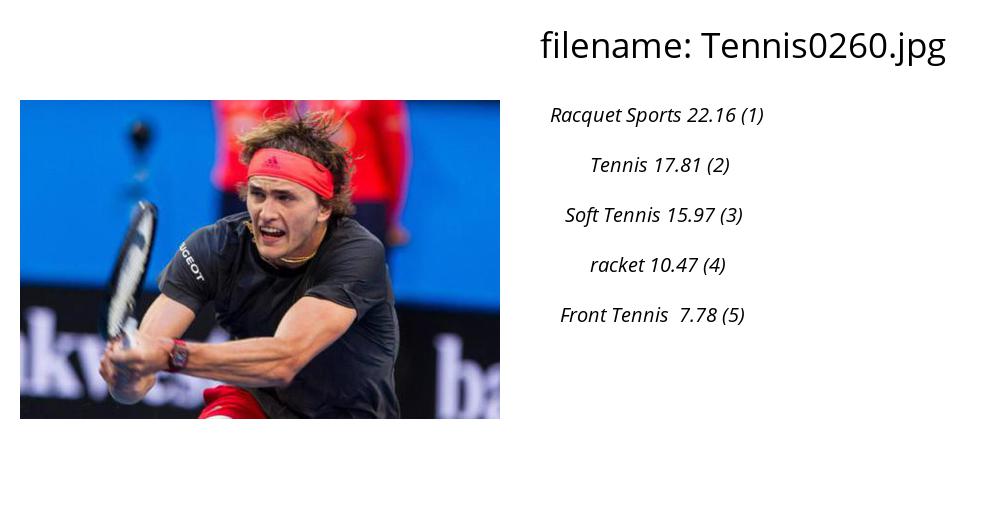 filename: Tennis0260.jpg
Racquet Sports 22.16 (1)
Tennis 17.81 (2)
Soft Tennis 15.97 (3)
racket 10.47 (4)
Front Tennis  7.78 (5)